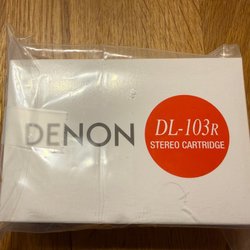 DENON
DL-103R
STEREO CARTRIDGE